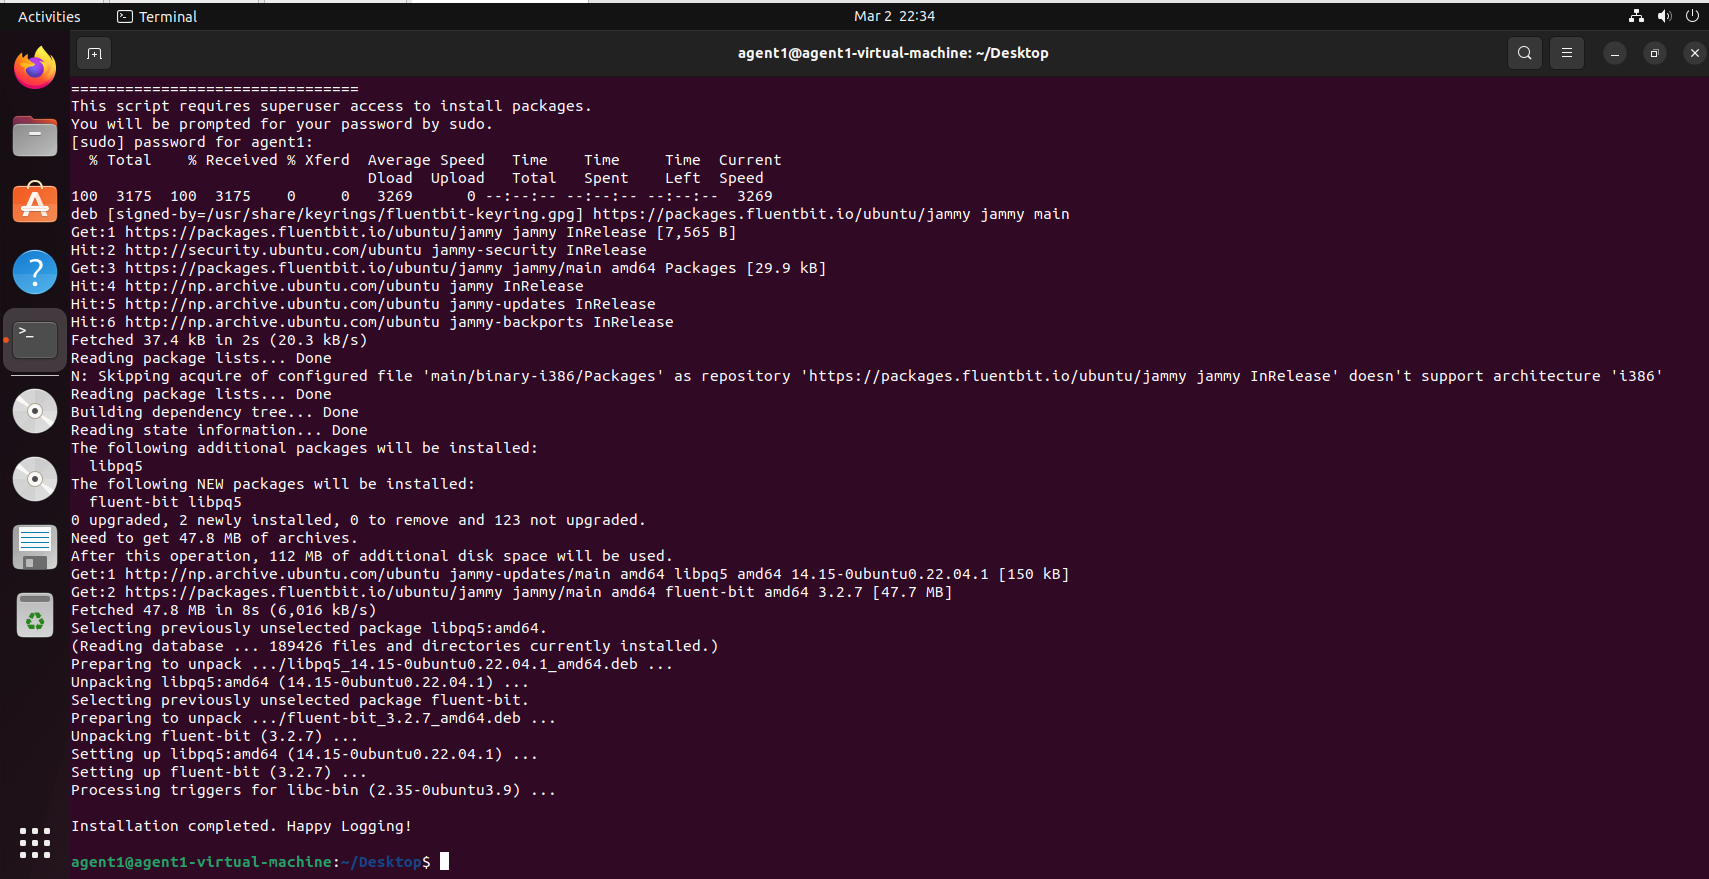 Activities
Terminal
Mar 2 22:34
agent1@agent1-virtual-machine: ~/Desktop
================================
This script requires superuser access to install packages.
You will be prompted for your password by sudo.
[sudo] password for agent1:
  % Total    % Received % Xferd  Average Speed   Time    Time     Time  Current
                                 Dload  Upload   Total   Spent    Left  Speed
100  3175  100  3175    0     0   3269      0 --:--:-- --:--:-- --:--:--  3269
deb [signed-by=/usr/share/keyrings/fluentbit-keyring.gpg] https://packages.fluentbit.io/ubuntu/jammy jammy main
Get:1 https://packages.fluentbit.io/ubuntu/jammy jammy InRelease [7,565 B]
Hit:2 http://security.ubuntu.com/ubuntu jammy-security InRelease
Get:3 https://packages.fluentbit.io/ubuntu/jammy jammy/main amd64 Packages [29.9 kB]
Hit:4 http://np.archive.ubuntu.com/ubuntu jammy InRelease
Hit:5 http://np.archive.ubuntu.com/ubuntu jammy-updates InRelease
Hit:6 http://np.archive.ubuntu.com/ubuntu jammy-backports InRelease
Fetched 37.4 kB in 2s (20.3 kB/s)
Reading package lists... Done
N: Skipping acquire of configured file 'main/binary-i386/Packages' as repository 'https://packages.fluentbit.io/ubuntu/jammy jammy InRelease' doesn't support architecture 'i386'
Reading package lists... Done
Building dependency tree... Done
Reading state information... Done
The following additional packages will be installed:
  libpq5
The following NEW packages will be installed:
  fluent-bit libpq5
0 upgraded, 2 newly installed, 0 to remove and 123 not upgraded.
Need to get 47.8 MB of archives.
After this operation, 112 MB of additional disk space will be used.
Get:1 http://np.archive.ubuntu.com/ubuntu jammy-updates/main amd64 libpq5 amd64 14.15-0ubuntu0.22.04.1 [150 kB]
Get:2 https://packages.fluentbit.io/ubuntu/jammy jammy/main amd64 fluent-bit amd64 3.2.7 [47.7 MB]
Fetched 47.8 MB in 8s (6,016 kB/s)
Selecting previously unselected package libpq5:amd64.
(Reading database ... 189426 files and directories currently installed.)
Preparing to unpack .../libpq5_14.15-0ubuntu0.22.04.1_amd64.deb ...
Unpacking libpq5:amd64 (14.15-0ubuntu0.22.04.1) ...
Selecting previously unselected package fluent-bit.
Preparing to unpack .../fluent-bit_3.2.7_amd64.deb ...
Unpacking fluent-bit (3.2.7) ...
Setting up libpq5:amd64 (14.15-0ubuntu0.22.04.1) ...
Setting up fluent-bit (3.2.7) ...
Processing triggers for libc-bin (2.35-0ubuntu3.9) ...
Installation completed. Happy Logging!
agent1@agent1-virtual-machine:~/Desktop$